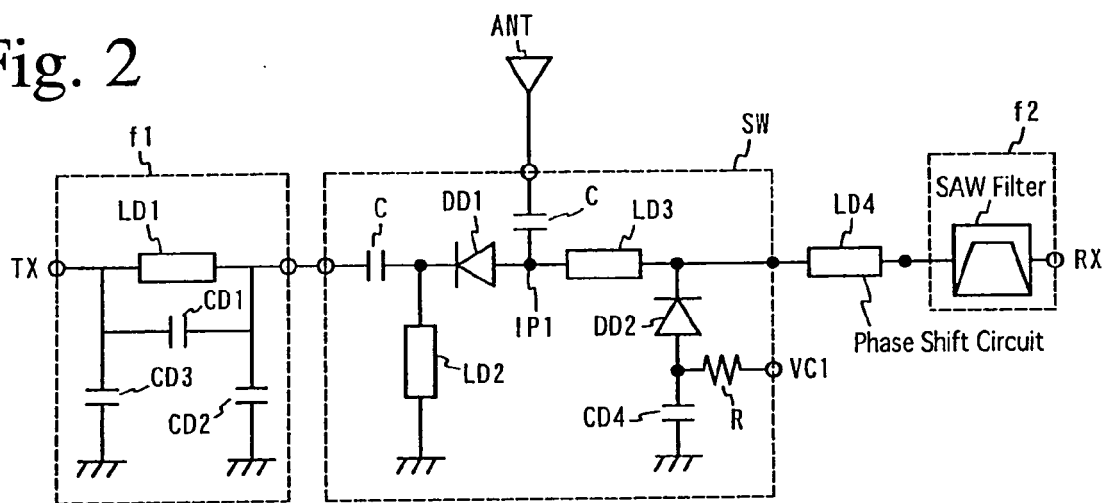 Fig. 2
ANT
f1
SW
f2
LD1
C
DD1
C
LD3
LD4
SAW Filter
TX
RX
CD1
IP1
DD2
Phase Shift Circuit
CD3
CD2
LD2
CD4
R
VC1